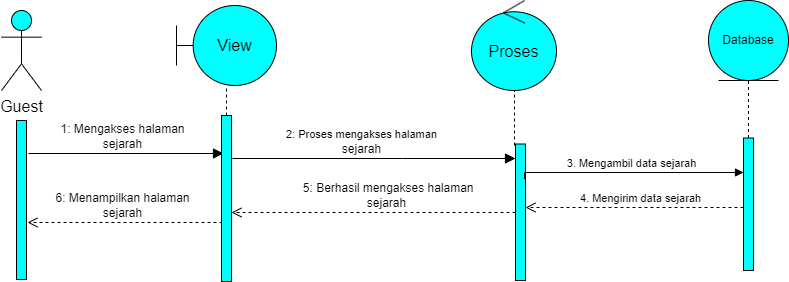 View
Proses
Database
Guest
1: Mengakses halaman
sejarah
2: Proses mengakses halaman
sejarah
3. Mengambil data sejarah
4. Mengirim data sejarah
5: Berhasil mengakses halaman
sejarah
6: Menampilkan halaman
sejarah